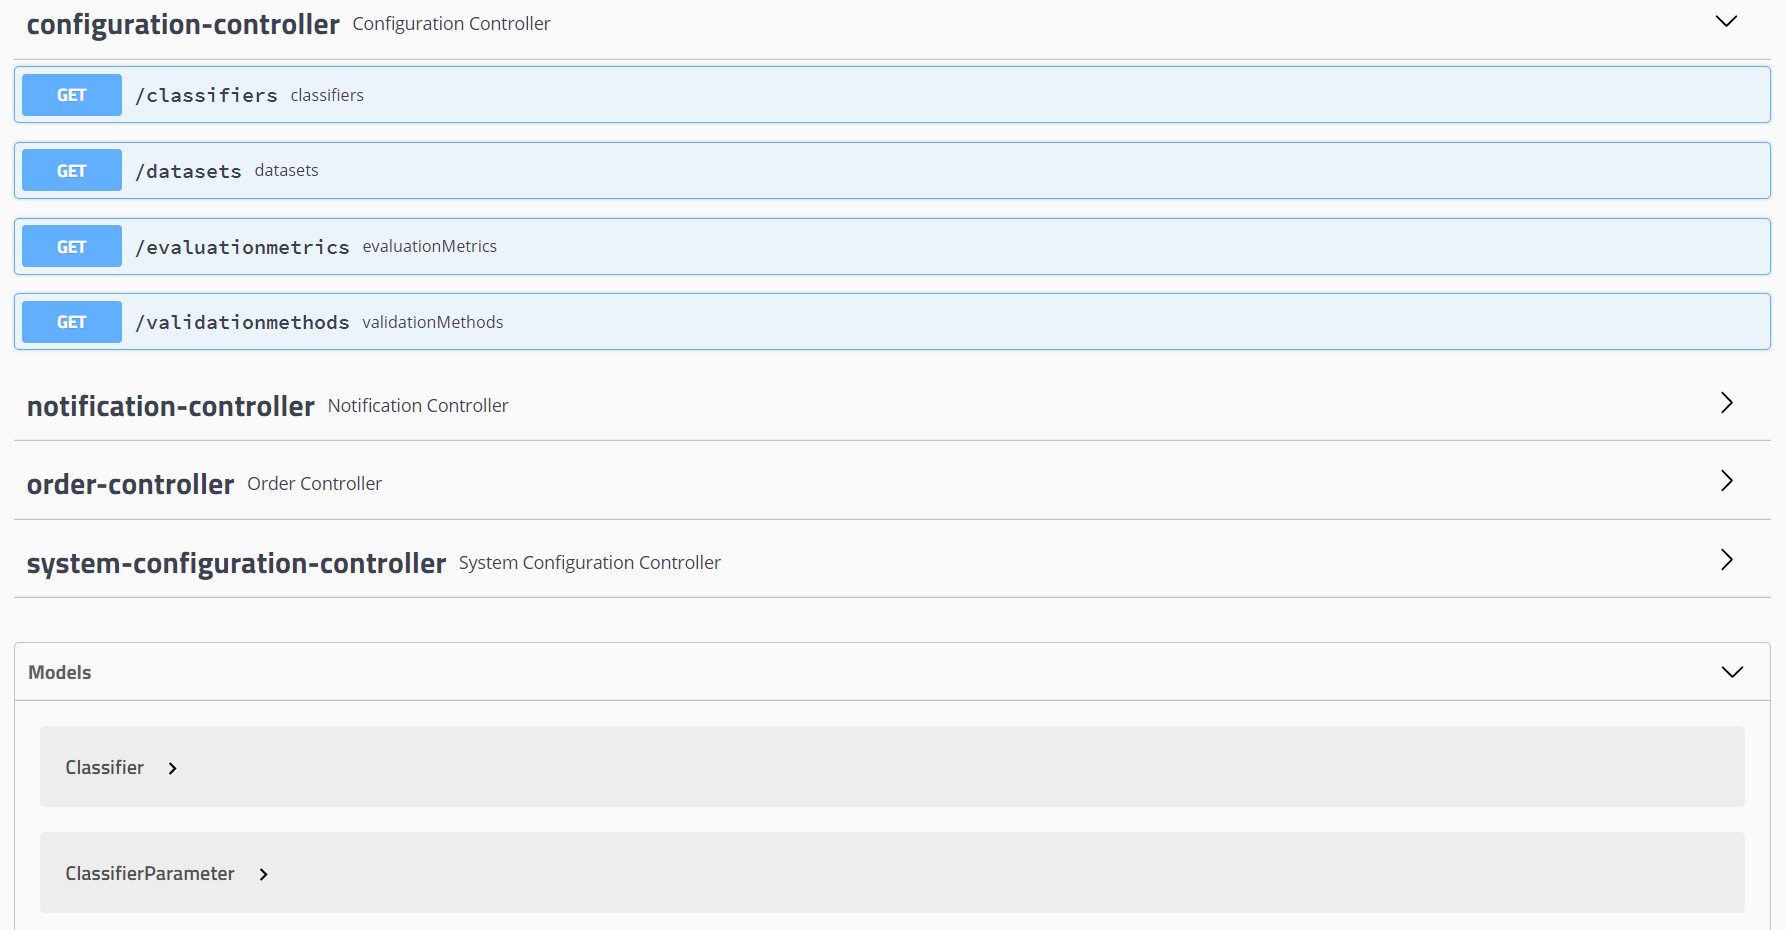 configuration-controller Configuration Controller
GET /classifiers classifiers
GET /datasets datasets
GET /evaluationmetrics evaluationMetrics
GET /validationmethods validationMethods
notification-controller Notification Controller
order-controller Order Controller
system-configuration-controller System Configuration Controller
Models
Classifier
ClassifierParameter